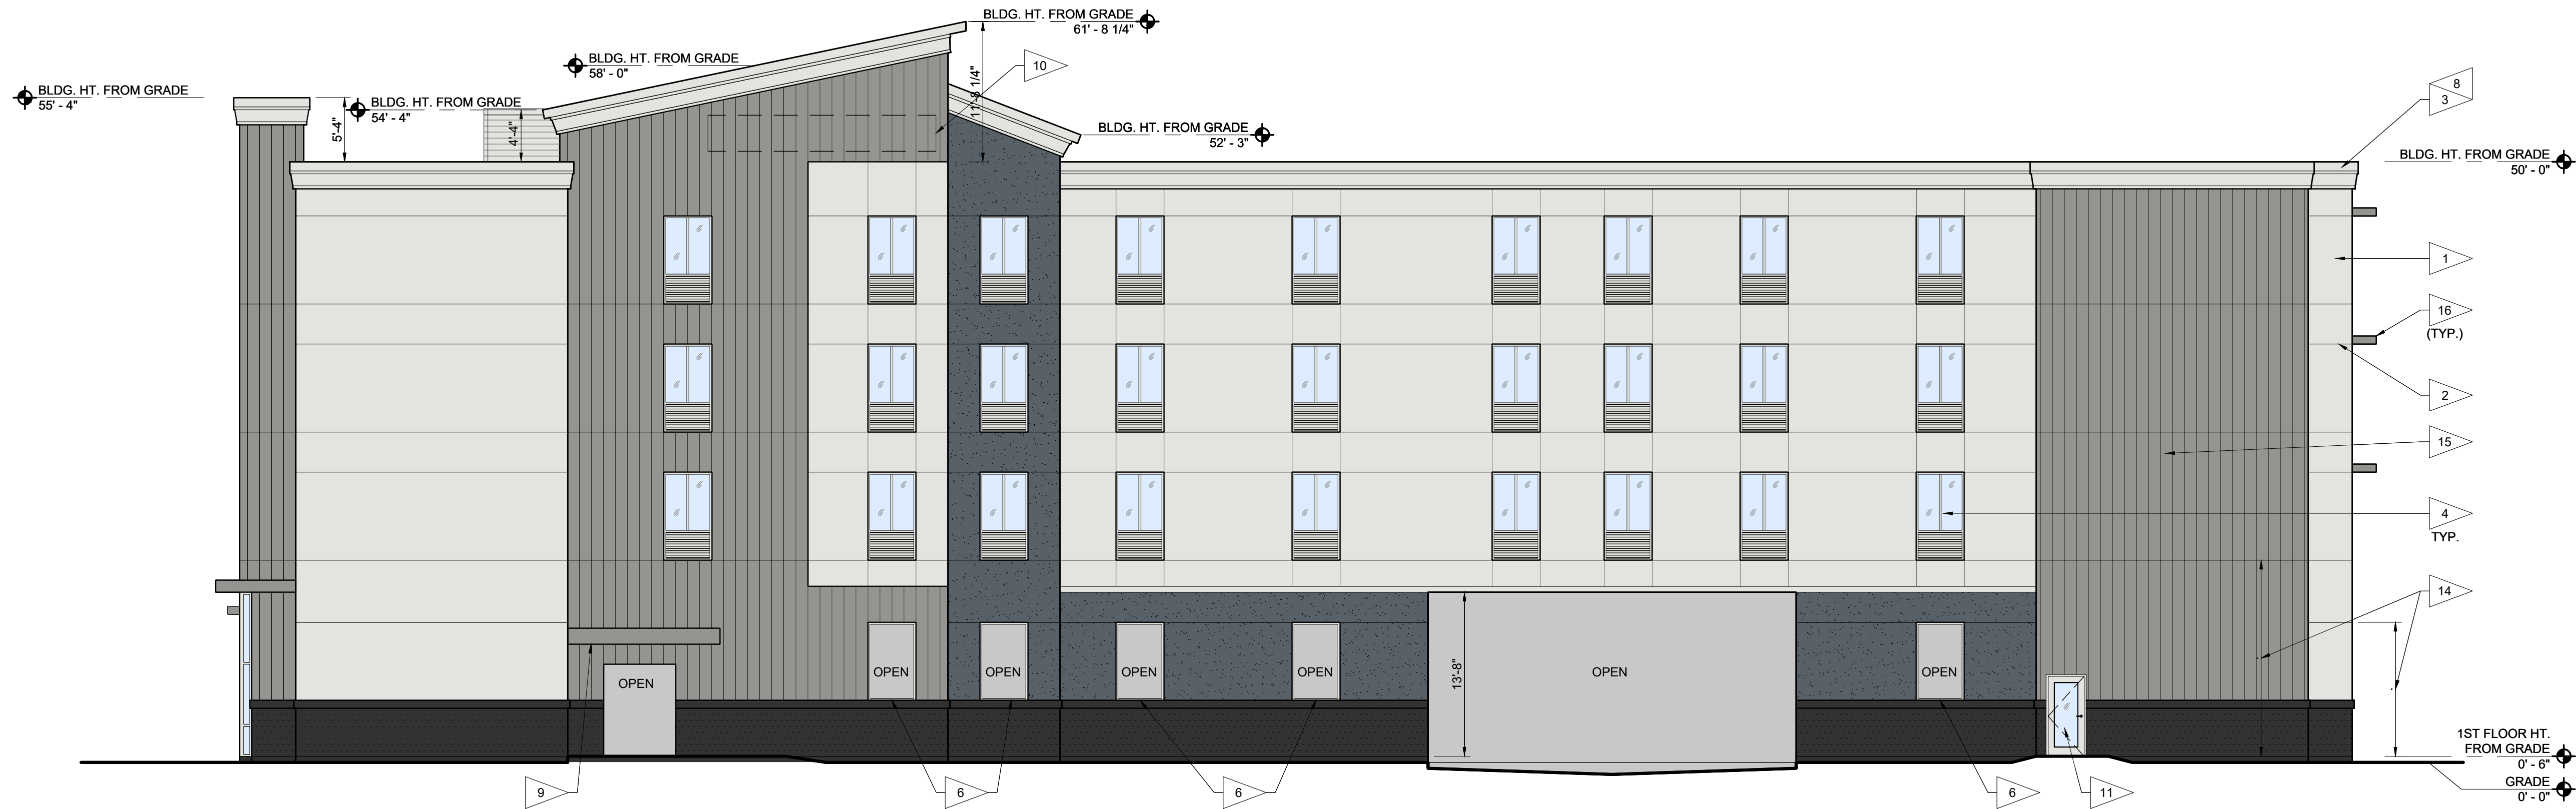 BLDG. HT. FROM GRADE
61' - 8 1/4"
BLDG. HT. FROM GRADE
58' - 0"
10
11'-8 1/4"
BLDG. HT. FROM GRADE
55' - 4"
BLDG. HT. FROM GRADE
54' - 4"
5'-4"
4'-4"
8
3
BLDG. HT. FROM GRADE
52' - 3"
BLDG. HT. FROM GRADE
50' - 0"
1
16
(TYP.)
2
15
4
TYP.
14
OPEN
OPEN
OPEN
OPEN
OPEN
13'-8"
OPEN
OPEN
1ST FLOOR HT.
FROM GRADE
0' - 6"
GRADE
0' - 0"
9
6
6
6
11